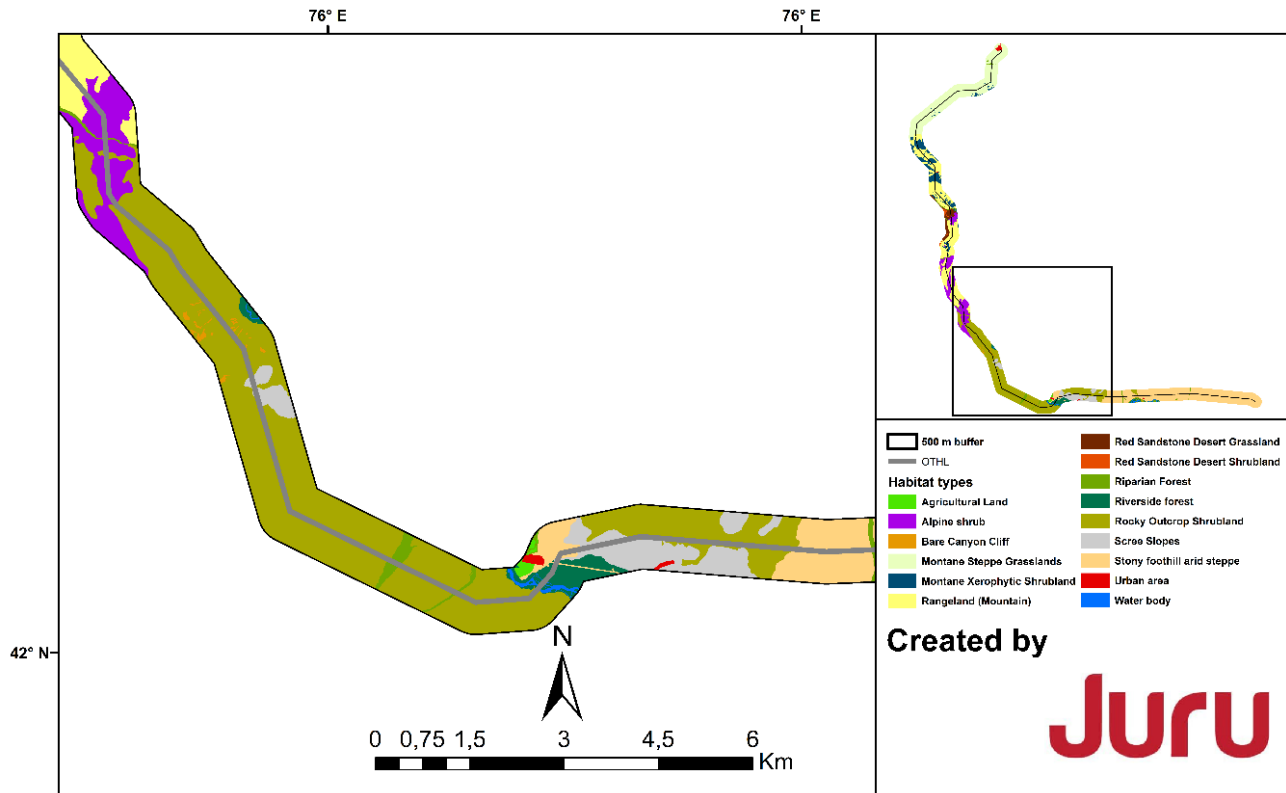 76° E
76° E
42° N
N
0 0,75 1,5 3 4,5 6
Km
500 m buffer
OTHL
Habitat types
Agricultural Land
Alpine shrub
Bare Canyon Cliff
Montane Steppe Grasslands
Montane Xerophytic Shrubland
Rangeland (Mountain)
Red Sandstone Desert Grassland
Red Sandstone Desert Shrubland
Riparian Forest
Riverside forest
Rocky Outcrop Shrubland
Scree Slopes
Stony foothill arid steppe
Urban area
Water body
Created by
Juru